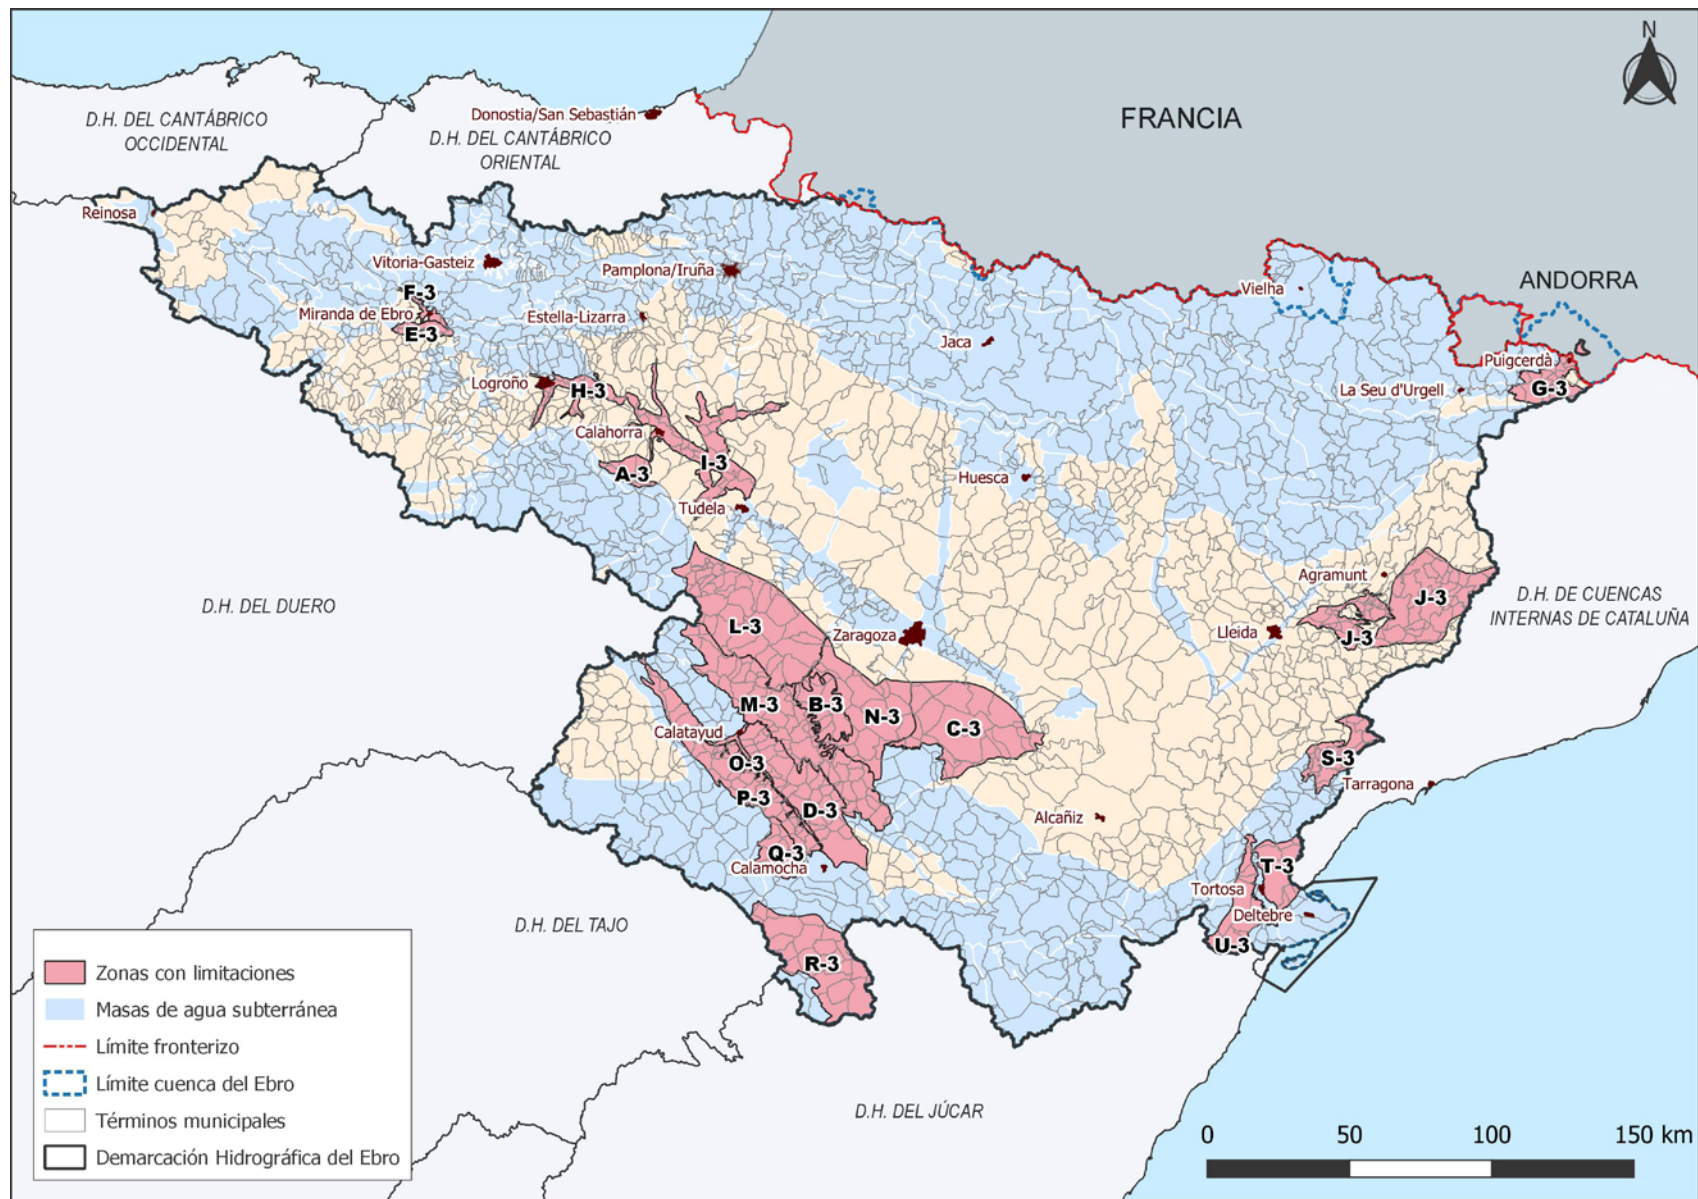 N
FRANCIA
D.H. DEL CANTÁBRICO
OCCIDENTAL
Donostia/San Sebastián
D.H. DEL CANTÁBRICO
ORIENTAL
Reinosa
Vitoria-Gasteiz
Pamplona/Iruña
Vielha
ANDORRA
F-3
Miranda de Ebro
E-3
Estella-Lizarra
Jaca
Puigcerdà
La Seu d'Urgell
G-3
Logroño
H-3
Calahorra
A-3
I-3
Huesca
Tudela
Agramunt
D.H. DEL DUERO
J-3
D.H. DE CUENCAS
INTERNAS DE CATALUÑA
L-3
Zaragoza
Lleida
J-3
M-3
B-3
N-3
C-3
Calatayud
O-3
S-3
P-3
D-3
Tarragona
Alcañiz
Q-3
Calamocha
T-3
Tortosa
Deltebre
D.H. DEL TAJO
U-3
R-3
Zonas con limitaciones
Masas de agua subterránea
Límite fronterizo
Límite cuenca del Ebro
Términos municipales
Demarcación Hidrográfica del Ebro
D.H. DEL JÚCAR
0 50 100 150 km